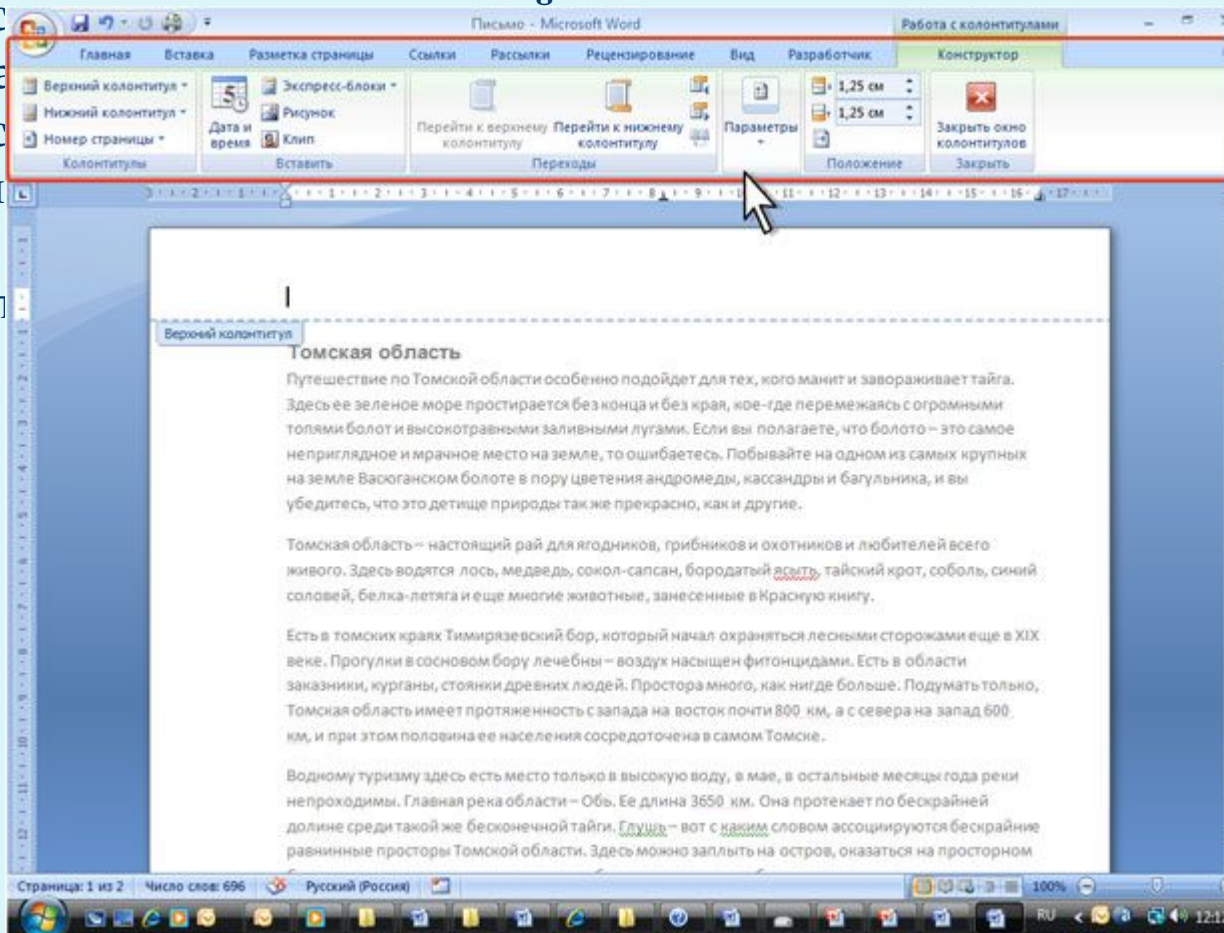 Письмо - Microsoft Word
Работа с колонтитулами
Главная Вставка Разметка страницы Ссылки Рассылки Рецензирование Вид Разработчик Конструктор
Верхний колонтитул
Нижний колонтитул
Номер страницы
Колонтитулы
5
Дата и
время
Экспресс-блоки
Рисунок
Клип
Вставить
Перейти к верхнему
колонтитулу
Перейти к нижнему
колонтитулу
Переходы
Параметры
1,25 см
1,25 см
Положение
Закрыть окно
колонтитулов
Закрыть
Верхний колонтитул
Томская область
Путешествие по Томской области особенно подойдет для тех, кого манит и завораживает тайга.
Здесь ее зеленое море простирается без конца и без края, кое-где перемежаясь с огромными
топями болот и высокотравными заливными лугами. Если вы полагаете, что болото – это самое
неприглядное и мрачное место на земле, то ошибаетесь. Побывайте на одном из самых крупных
на земле Васюганском болоте в пору цветения андромеды, кассандры и багульника, и вы
убедитесь, что это детище природы так же прекрасно, как и другие.
Томская область – настоящий рай для ягодников, грибников и охотников и любителей всего
живого. Здесь водятся лось, медведь, сокол-сапсан, бородатый ясыть, тайский крот, соболь, синий
соловей, белка-летяга и еще многие животные, занесенные в Красную книгу.
Есть в томских краях Тимирязевский бор, который начал охраняться лесными сторожами еще в XIX
веке. Прогулки в сосновом бору лечебны – воздух насыщен фитонцидами. Есть в области
заказники, курганы, стоянки древних людей. Простора много, как нигде больше. Подумать только,
Томская область имеет протяженность с запада на восток почти 800 км, а с севера на запад 600
км, и при этом половина ее населения сосредоточена в самом Томске.
Водному туризму здесь есть место только в высокую воду, в мае, в остальные месяцы года реки
непроходимы. Главная река области – Обь. Ее длина 3650 км. Она протекает по бескрайней
долине среди такой же бесконечной тайги. Глушь – вот с каким словом ассоциируются бескрайние
равнинные просторы Томской области. Здесь можно заплыть на остров, оказаться на просторном
Страница: 1 из 2 Число слов: 696 Русский (Россия) 100%
RU